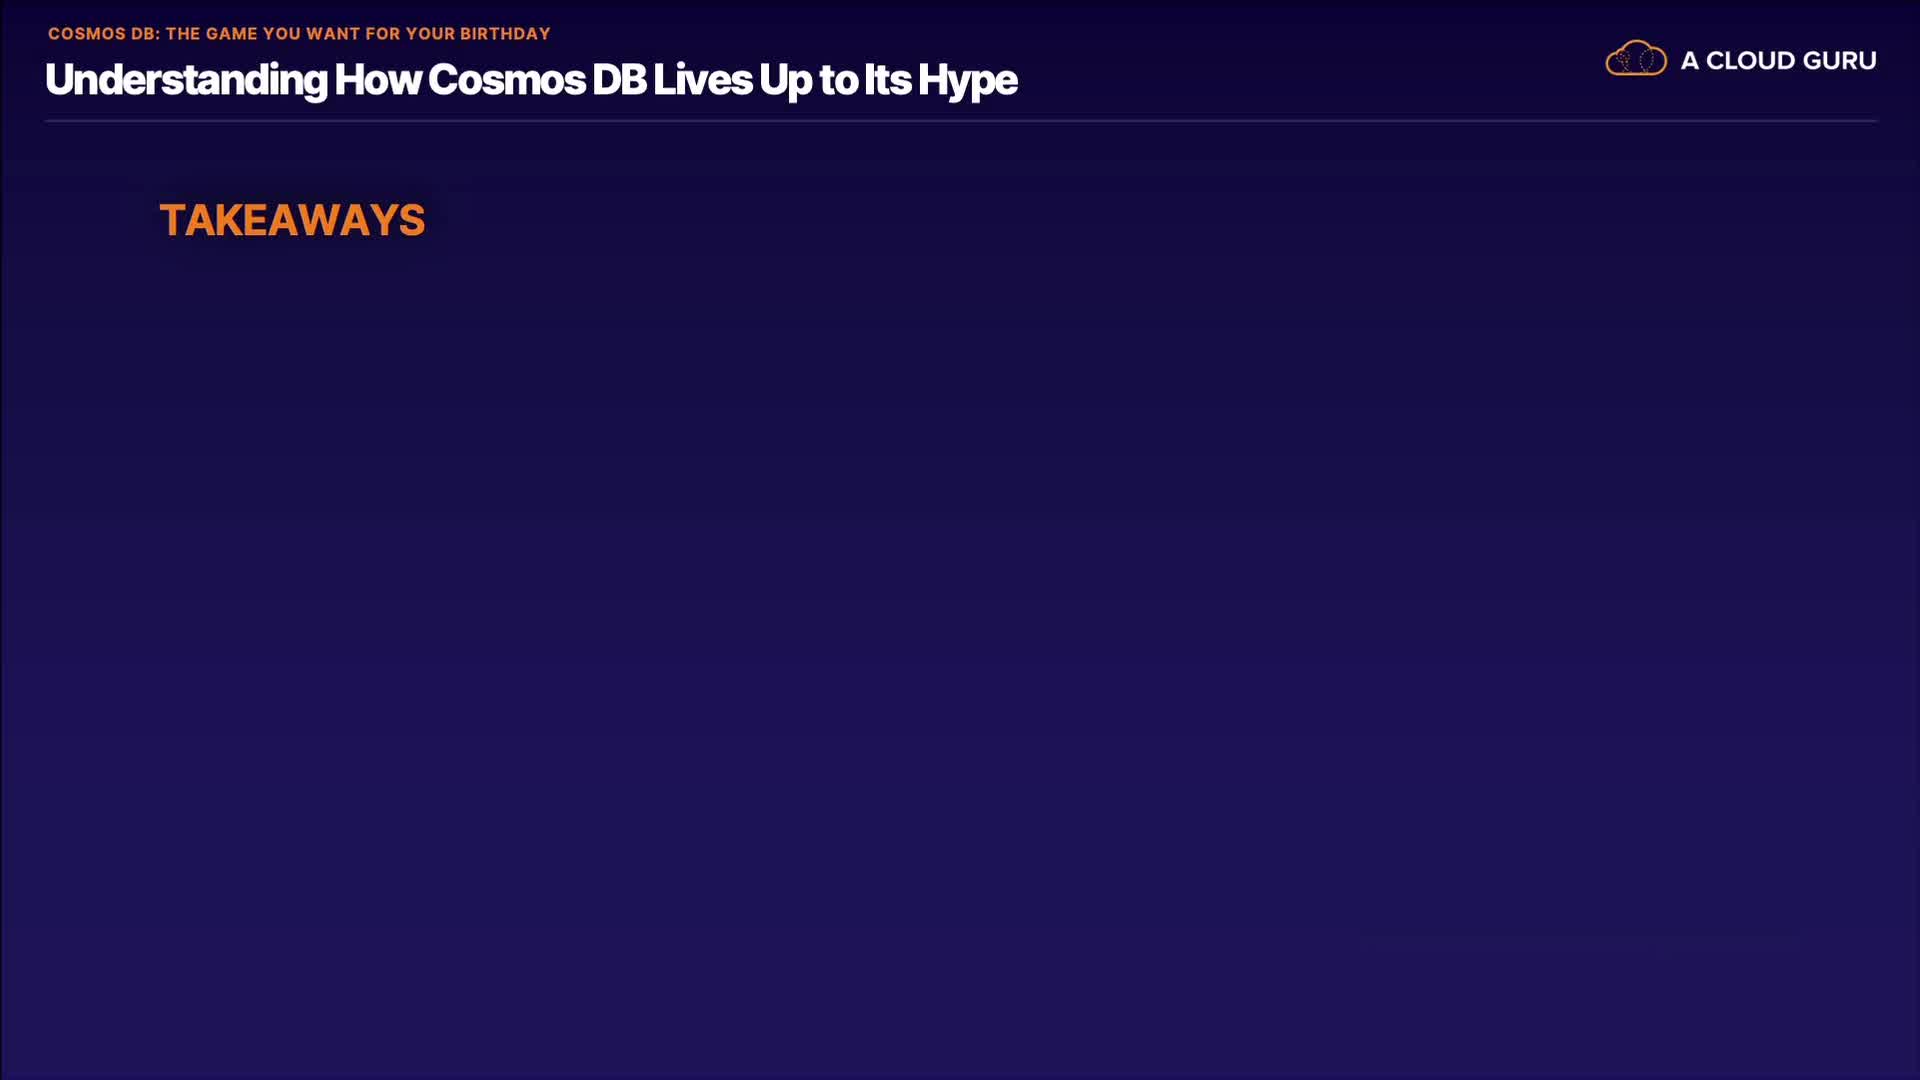 COSMOS DB: THE GAME YOU WANT FOR YOUR BIRTHDAY
Understanding How Cosmos DB Lives Up to Its Hype
A CLOUD GURU
TAKEAWAYS